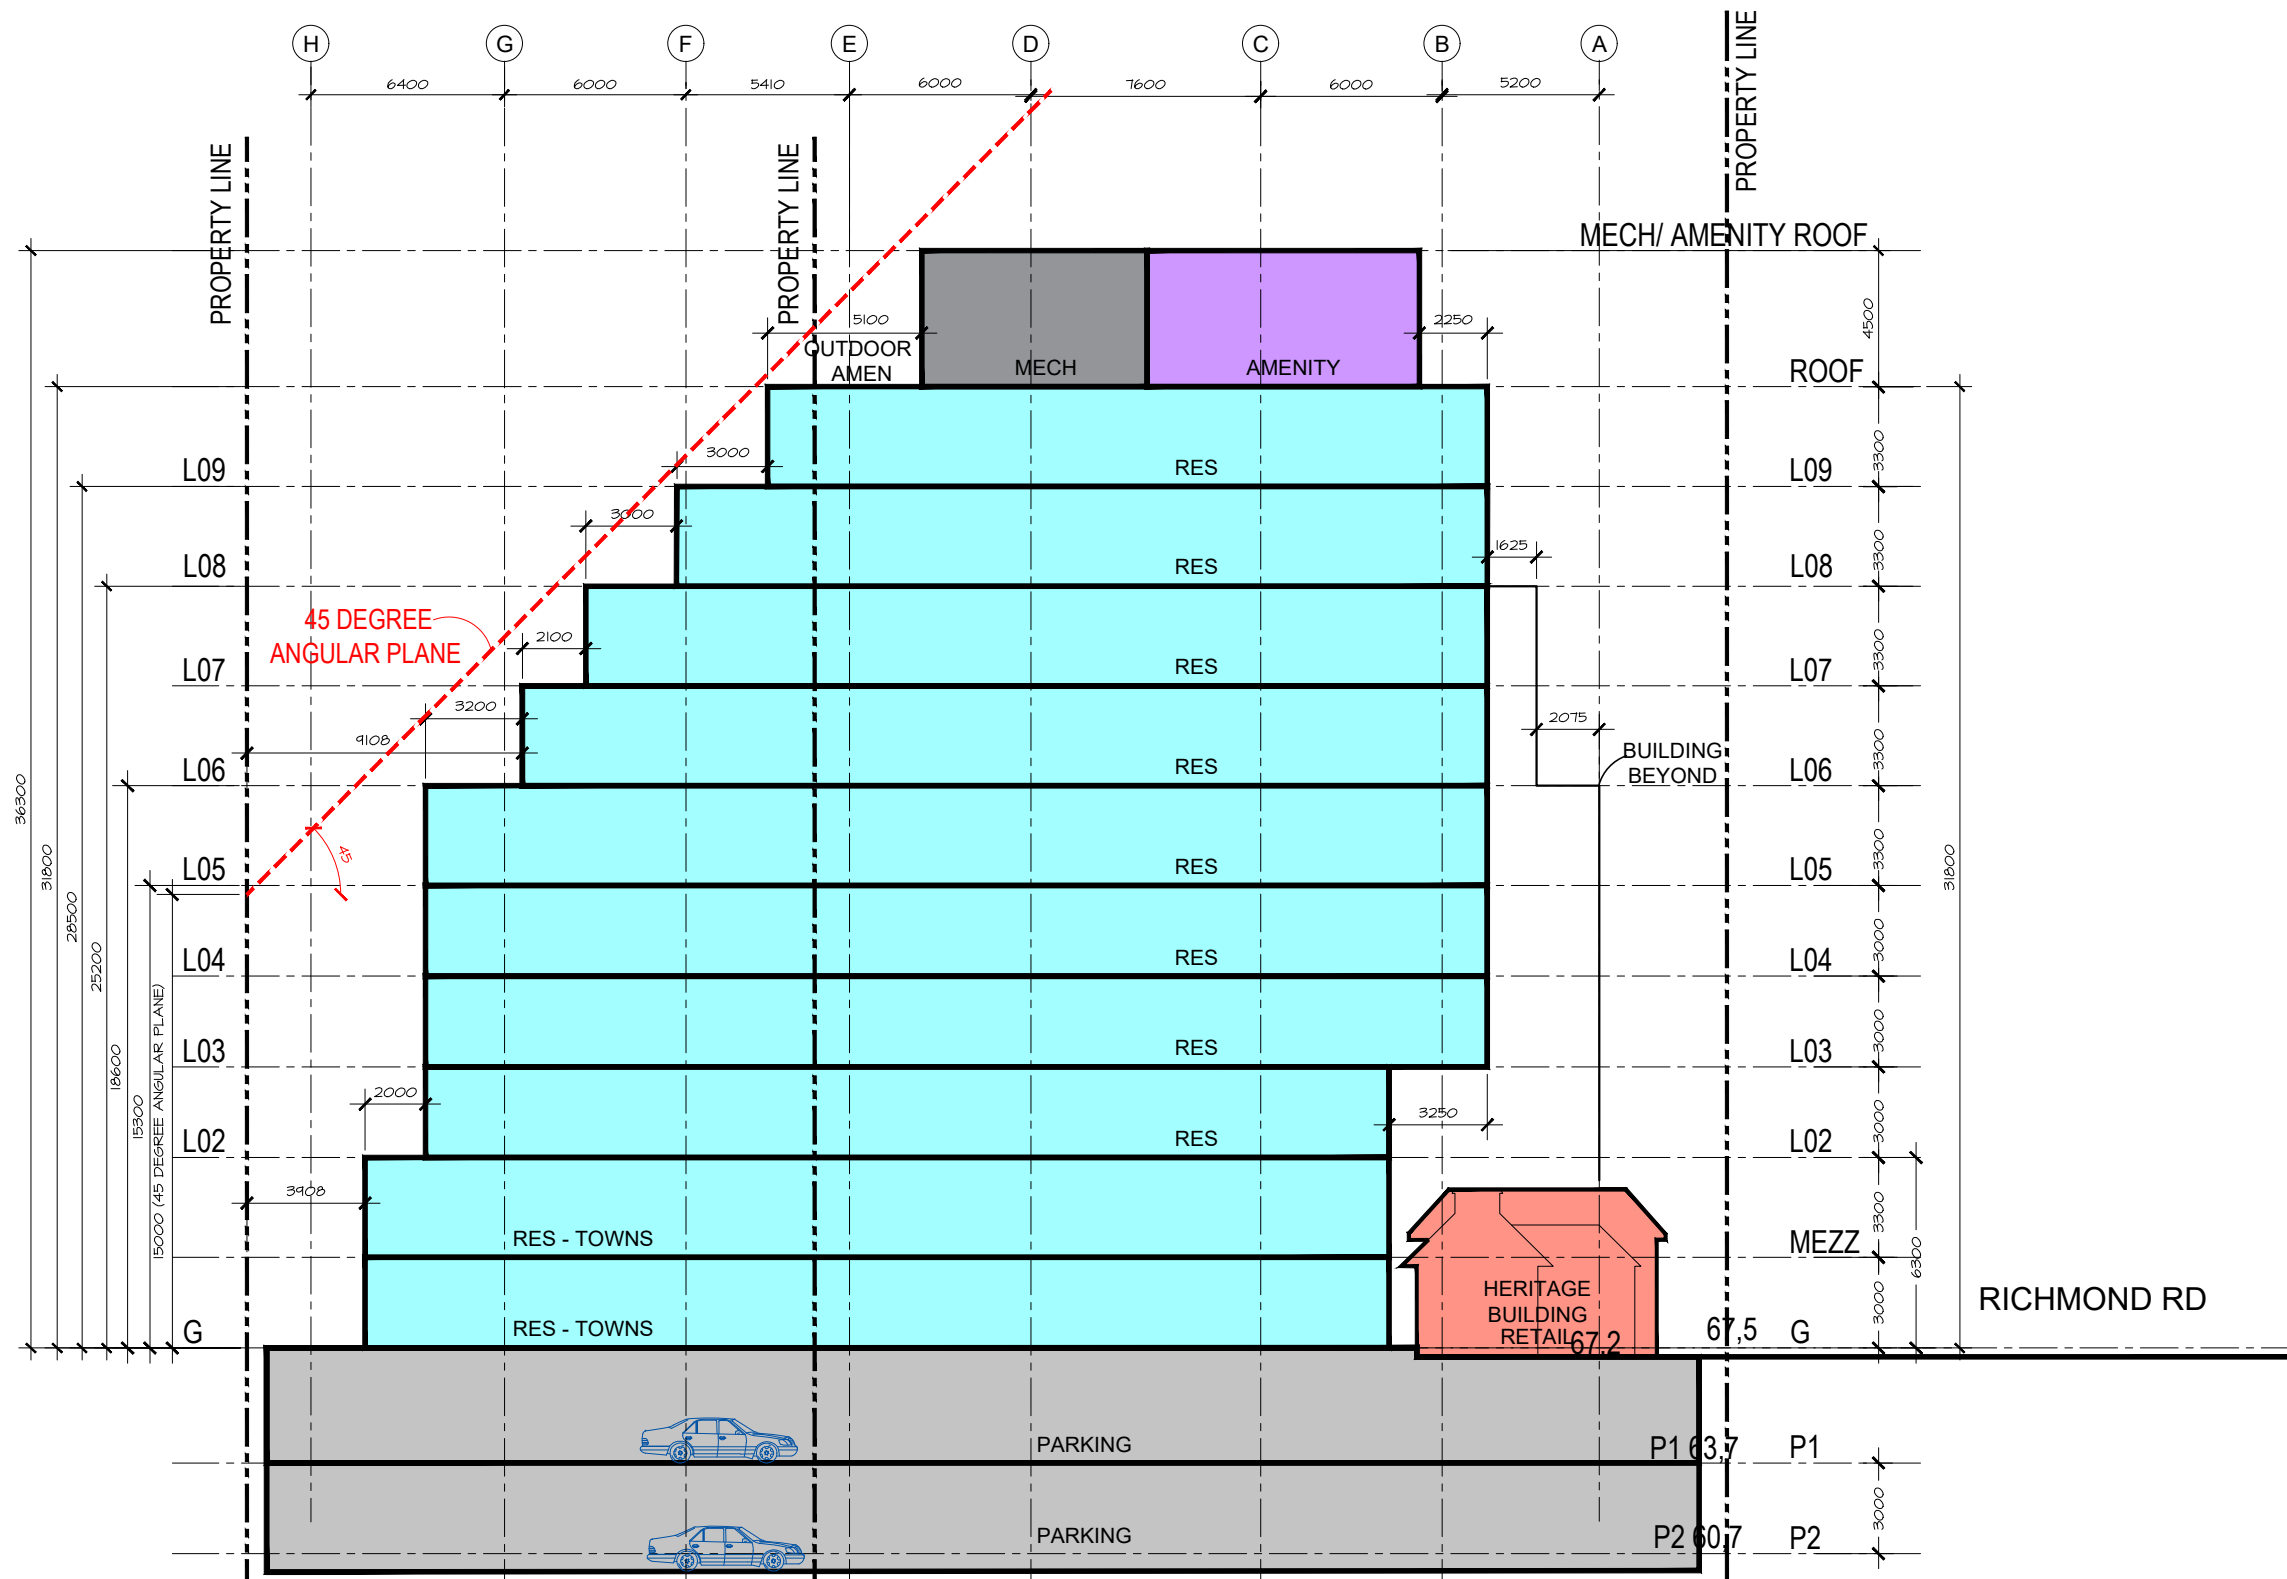 H G F E D C B A
6400 6000 5410 6000 7600 6000 5200
PROPERTY LINE
PROPERTY LINE
PROPERTY LINE
MECH/ AMENITY ROOF
4500
5100
2250
OUTDOOR
AMEN
MECH
AMENITY
ROOF
3000
L09
RES
L09
3300
3000
L08
RES
1625
L08
3300
45 DEGREE
ANGULAR PLANE
2100
L07
RES
L07
3300
3200
2075
9108
BUILDING
BEYOND
L06
RES
L06
3300
45
L05
RES
L05
3300
31800
L04
RES
L04
3000
L03
RES
L03
3000
2000
3250
L02
RES
L02
3000
3908
RES - TOWNS
MEZZ
3300
6300
HERITAGE
BUILDING
RETAIL
RICHMOND RD
G
RES - TOWNS
67,2
67,5
G
3000
36300
31800
28500
25200
18600
15300
15000 (45 DEGREE ANGULAR PLANE)
PARKING
P1 63,7
P1
PARKING
P2 60,7
P2
3000